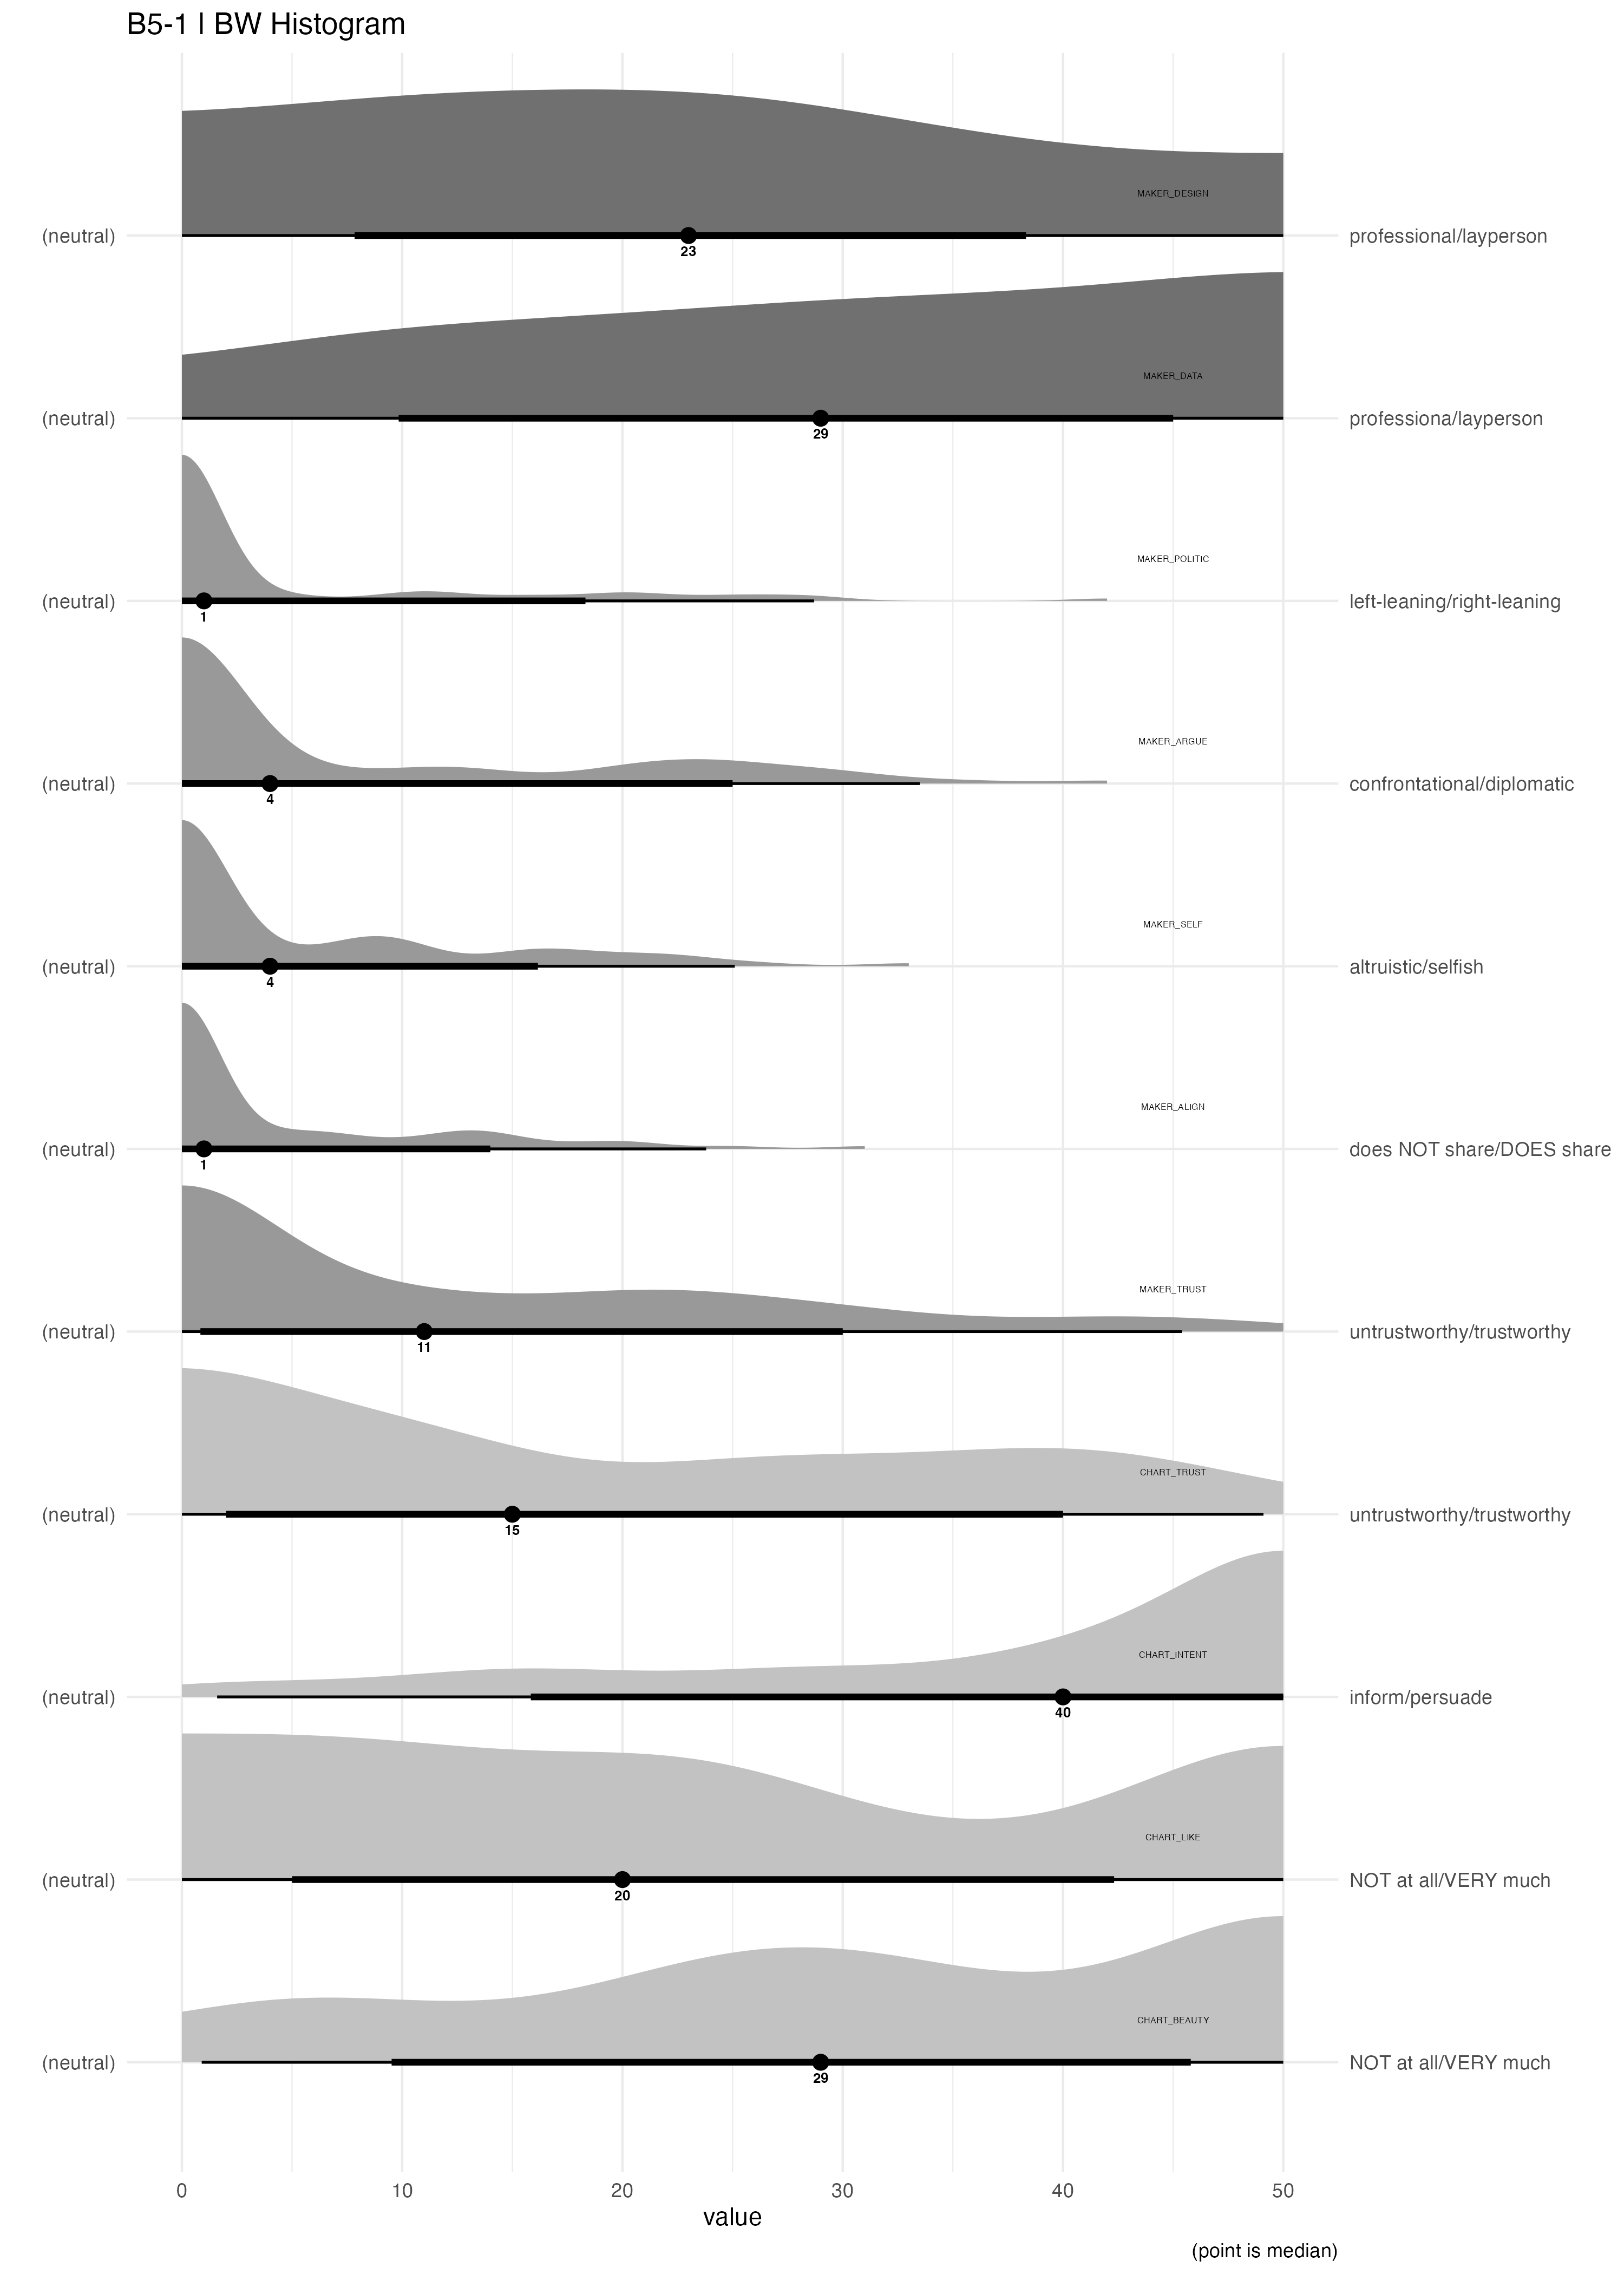 B5-1 | BW Histogram
MAKER_DESIGN
(neutral) professional/layperson
23
MAKER_DATA
(neutral) professiona/layperson
29
MAKER_POLITIC
(neutral) left-leaning/right-leaning
1
MAKER_ARGUE
(neutral) confrontational/diplomatic
4
MAKER_SELF
(neutral) altruistic/selfish
4
MAKER_ALIGN
(neutral) does NOT share/DOES share
1
MAKER_TRUST
(neutral) untrustworthy/trustworthy
11
CHART_TRUST
(neutral) untrustworthy/trustworthy
15
CHART_INTENT
(neutral) inform/persuade
40
CHART_LIKE
(neutral) NOT at all/VERY much
20
CHART_BEAUTY
(neutral) NOT at all/VERY much
29
0 10 20 30 40 50
value
(point is median)